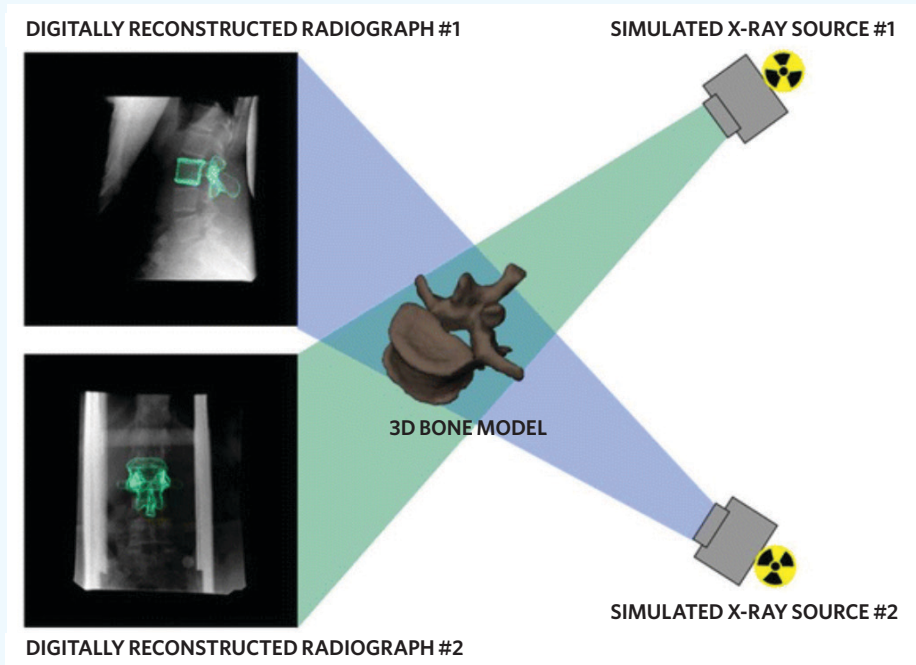 DIGITALLY RECONSTRUCTED RADIOGRAPH #1
SIMULATED X-RAY SOURCE #1
3D BONE MODEL
SIMULATED X-RAY SOURCE #2
DIGITALLY RECONSTRUCTED RADIOGRAPH #2